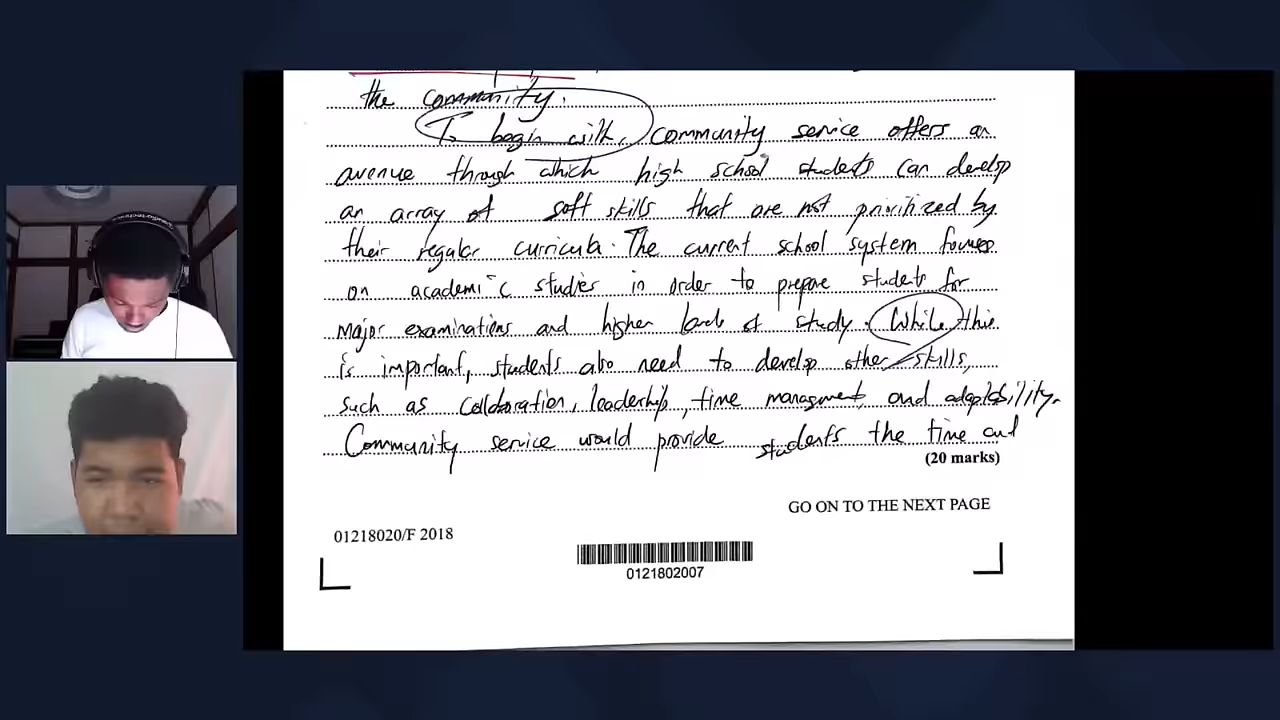 the community.
To begin with, community service offers an
avenue through which high school students can develop
an array of soft skills that are not prioritized by
their regular curricula. The current school system focuses
on academic studies in order to prepare students for
major examinations and higher levels of study. While this
is important, students also need to develop other skills,
such as collaboration, leadership, time management, and adaptability.
Community service would provide students the time and
(20 marks)
GO ON TO THE NEXT PAGE
01218020/F 2018
0121802007